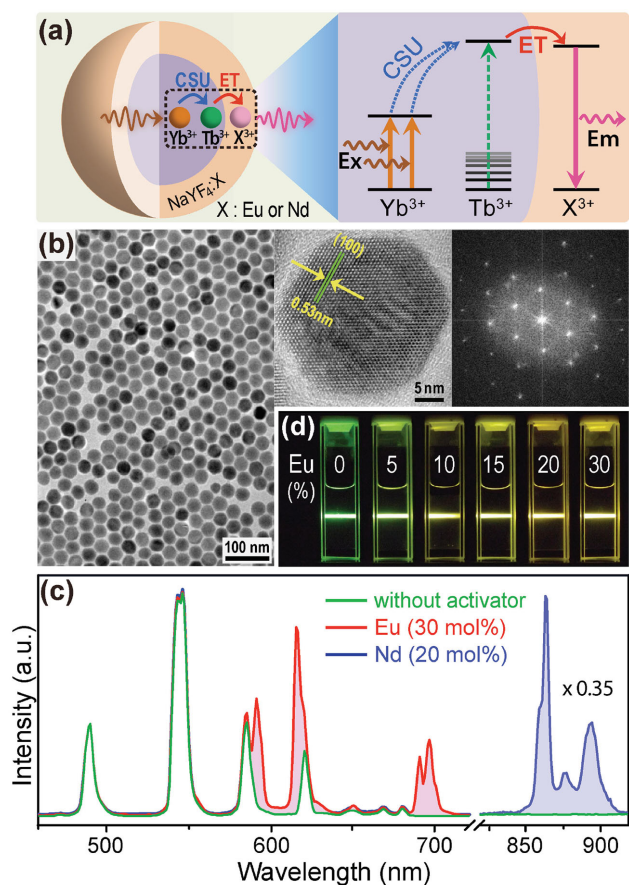 (a)
CSU ET
Yb³⁺ Tb³⁺ X³⁺
NaYF₄:X
X : Eu or Nd
CSU
ET
Ex
Em
Yb³⁺ Tb³⁺ X³⁺
(b)
100 nm
(100)
0.53nm
5 nm
(d)
Eu
(%)
0 5 10 15 20 30
(c)
without activator
Eu (30 mol%)
Nd (20 mol%)
x 0.35
Intensity (a.u.)
500 600 700 850 900
Wavelength (nm)